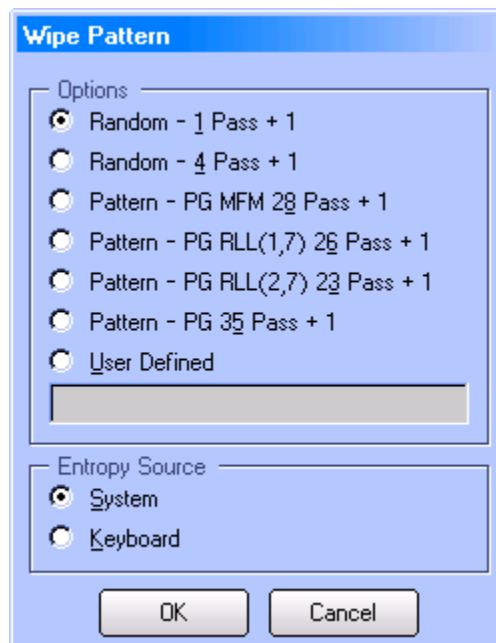 Wipe Pattern
Options
Random - 1 Pass + 1
Random - 4 Pass + 1
Pattern - PG MFM 28 Pass + 1
Pattern - PG RLL(1,7) 26 Pass + 1
Pattern - PG RLL(2,7) 23 Pass + 1
Pattern - PG 35 Pass + 1
User Defined
Entropy Source
System
Keyboard
OK Cancel